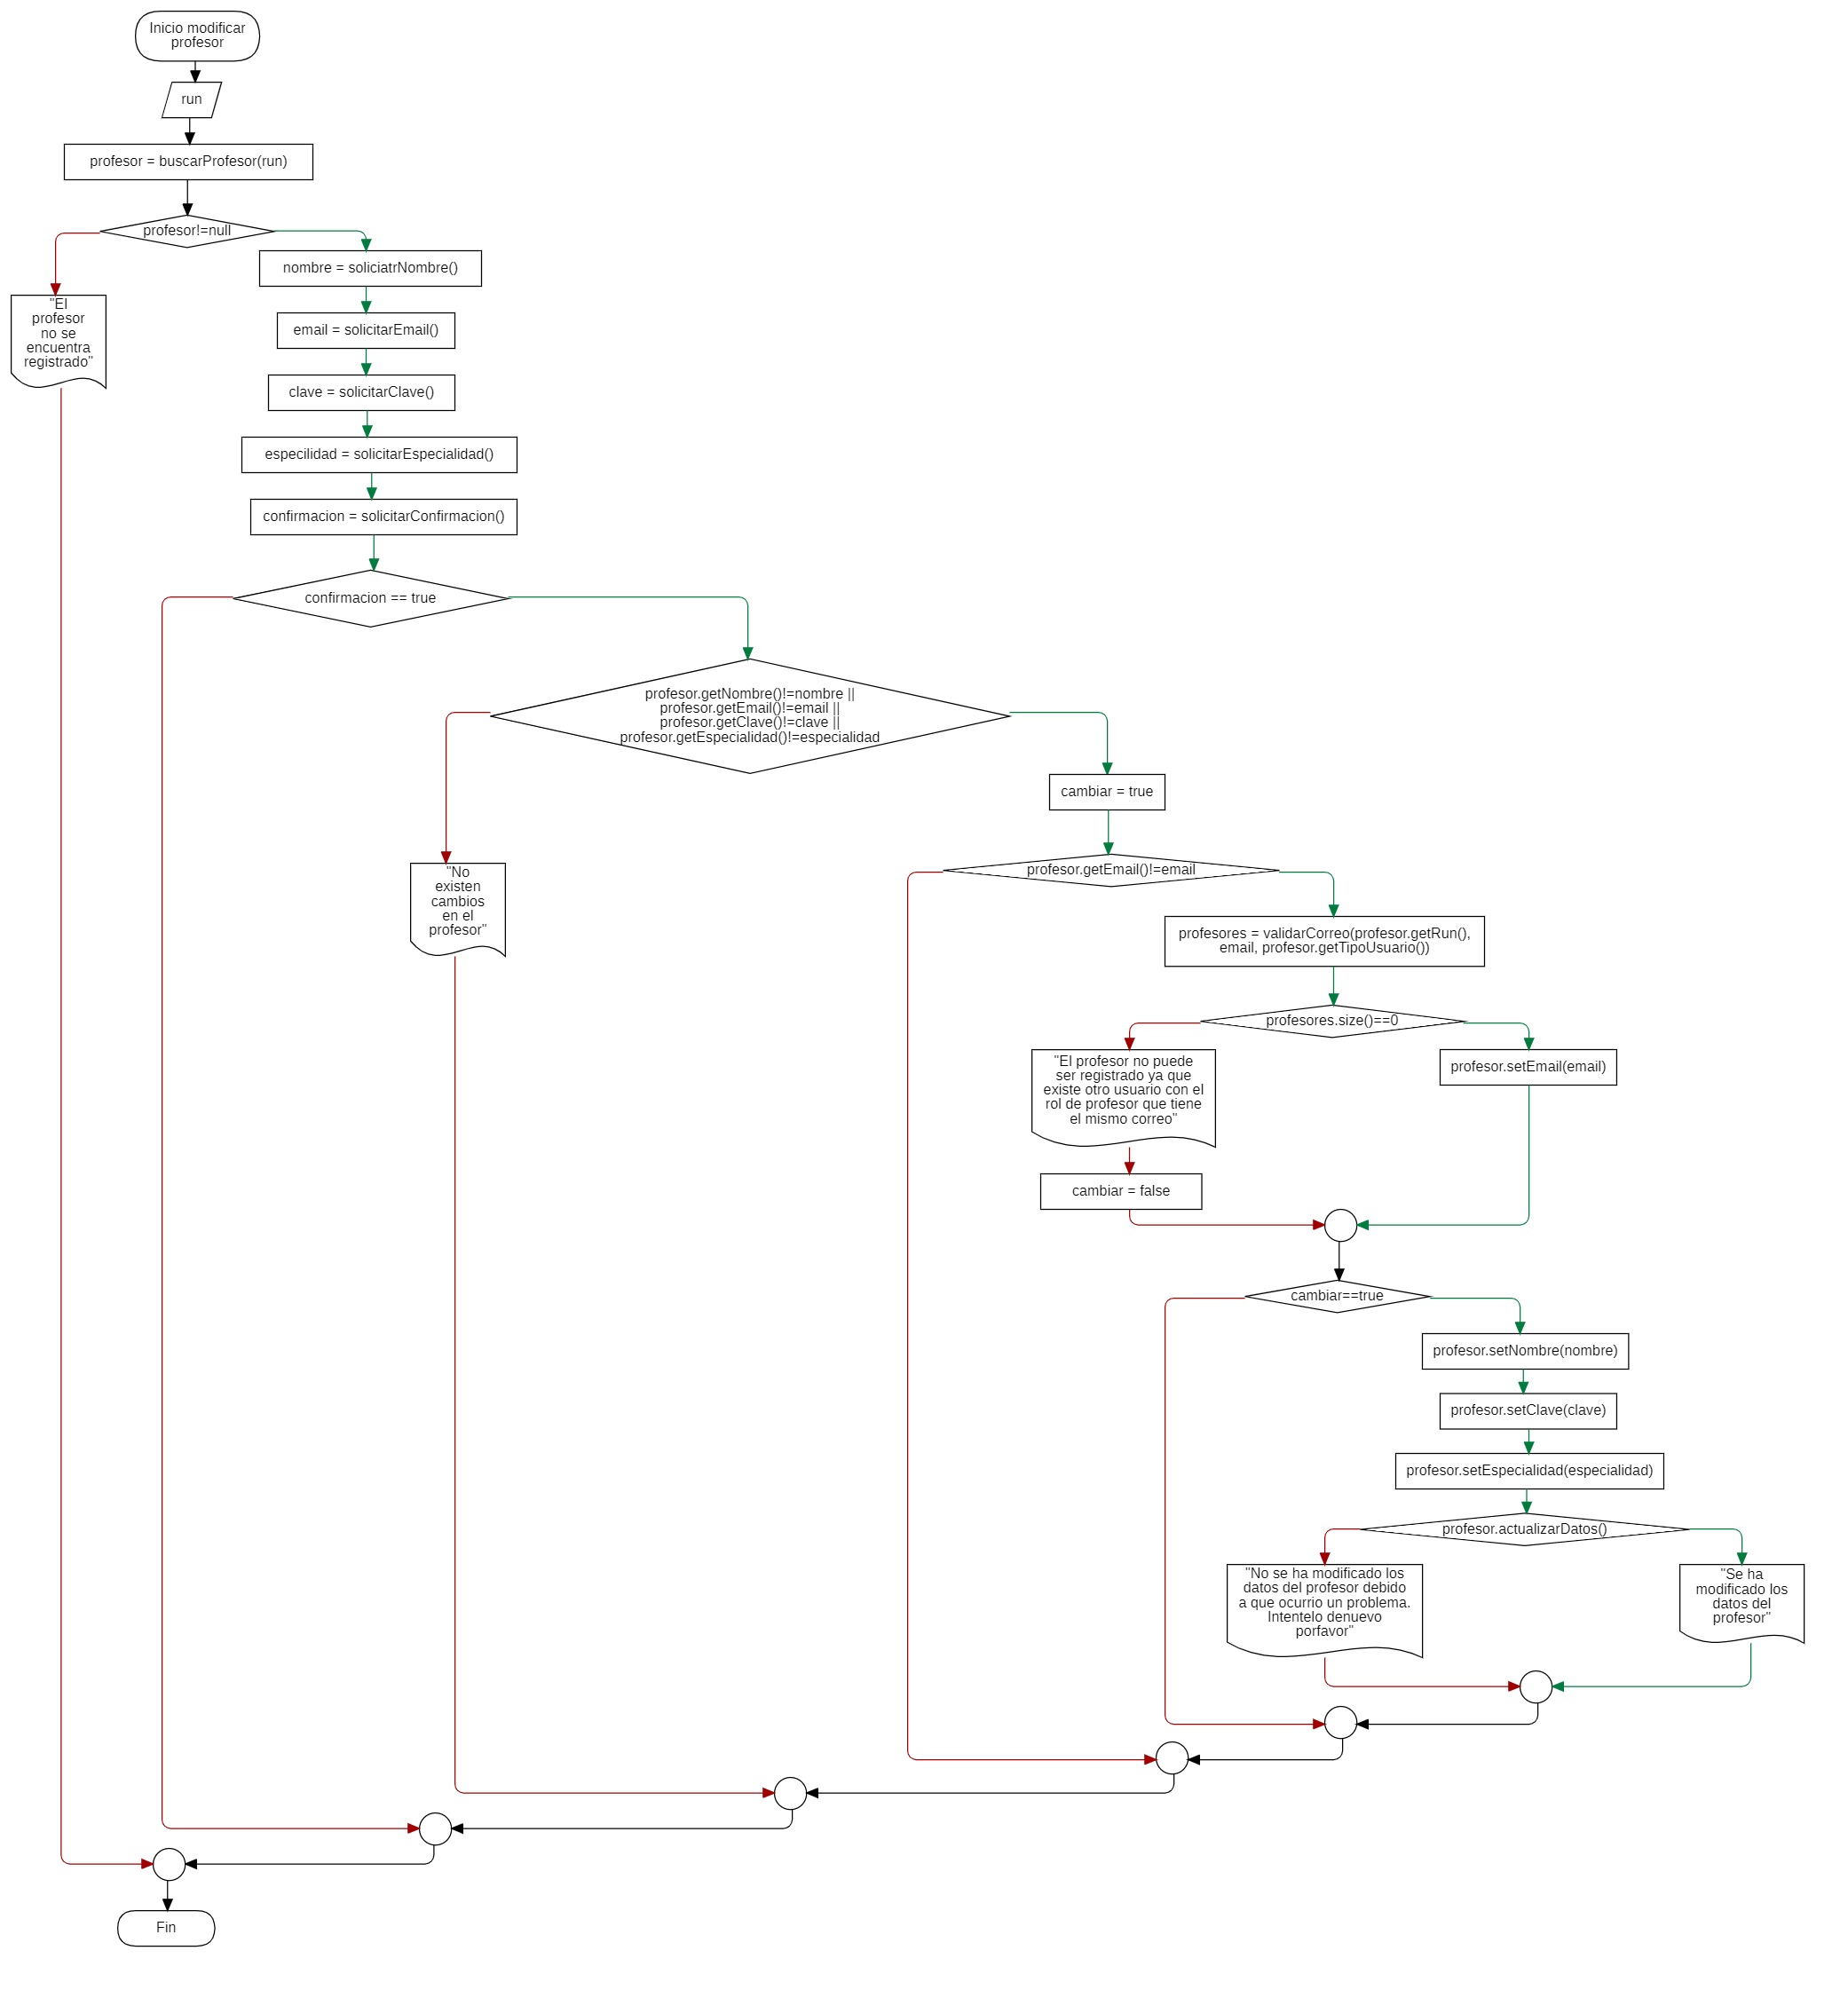 Inicio modificar
profesor
run
profesor = buscarProfesor(run)
profesor!=null
nombre = soliciatrNombre()
"El
profesor
no se
encuentra
registrado"
email = solicitarEmail()
clave = solicitarClave()
especilidad = solicitarEspecialidad()
confirmacion = solicitarConfirmacion()
confirmacion == true
profesor.getNombre()!=nombre ||
profesor.getEmail()!=email ||
profesor.getClave()!=clave ||
profesor.getEspecialidad()!=especialidad
cambiar = true
"No
existen
cambios
en el
profesor"
profesor.getEmail()!=email
profesores = validarCorreo(profesor.getRun(),
email, profesor.getTipoUsuario())
profesores.size()==0
"El profesor no puede
ser registrado ya que
existe otro usuario con el
rol de profesor que tiene
el mismo correo"
profesor.setEmail(email)
cambiar = false
cambiar==true
profesor.setNombre(nombre)
profesor.setClave(clave)
profesor.setEspecialidad(especialidad)
profesor.actualizarDatos()
"No se ha modificado los
datos del profesor debido
a que ocurrio un problema.
Intentelo denuevo
porfavor"
"Se ha
modificado los
datos del
profesor"
Fin